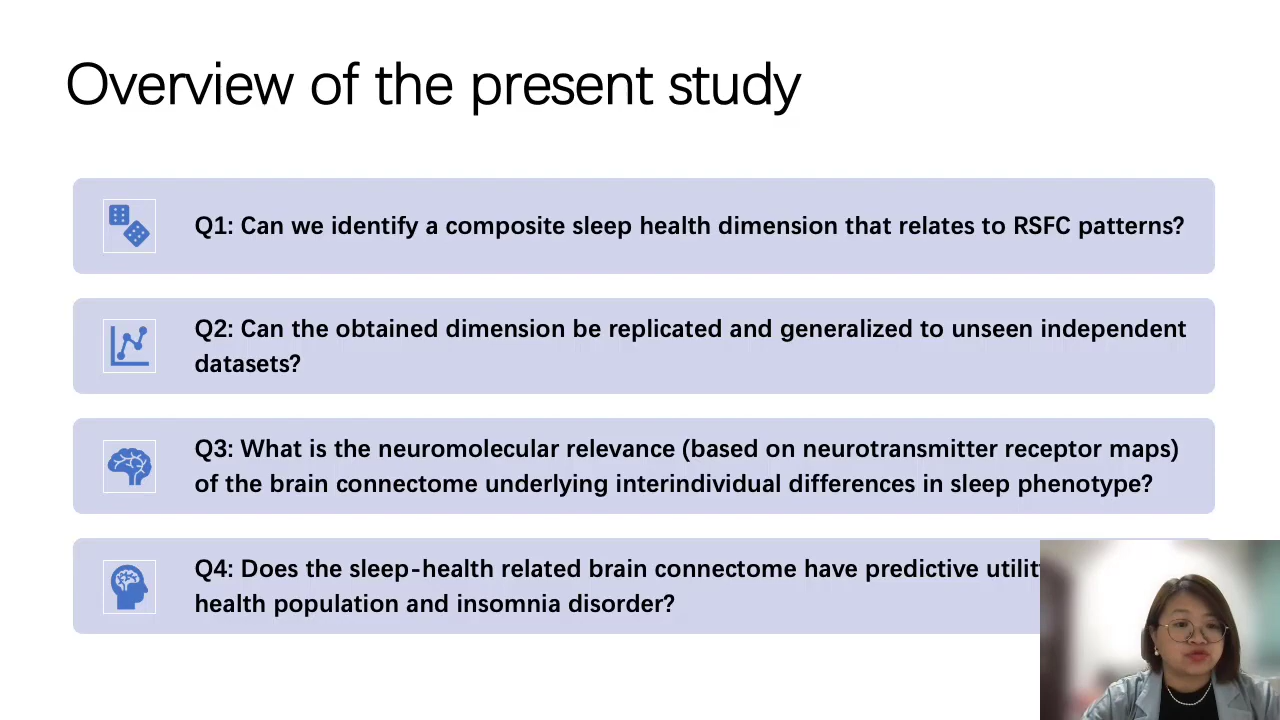 Overview of the present study
Q1: Can we identify a composite sleep health dimension that relates to RSFC patterns?
Q2: Can the obtained dimension be replicated and generalized to unseen independent
datasets?
Q3: What is the neuromolecular relevance (based on neurotransmitter receptor maps)
of the brain connectome underlying interindividual differences in sleep phenotype?
Q4: Does the sleep-health related brain connectome have predictive
health population and insomnia disorder?